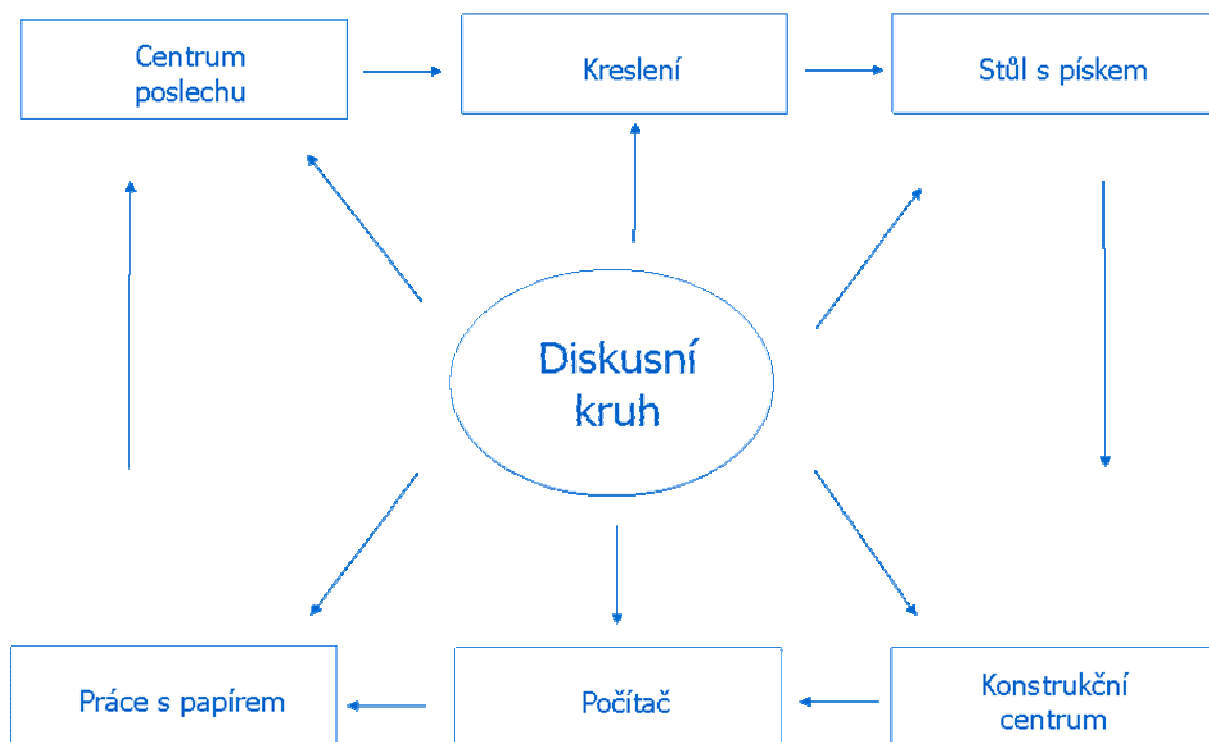 Centrum
poslechu
Kreslení
Stůl s pískem
Diskusní
kruh
Práce s papírem
Počítač
Konstrukční
centrum